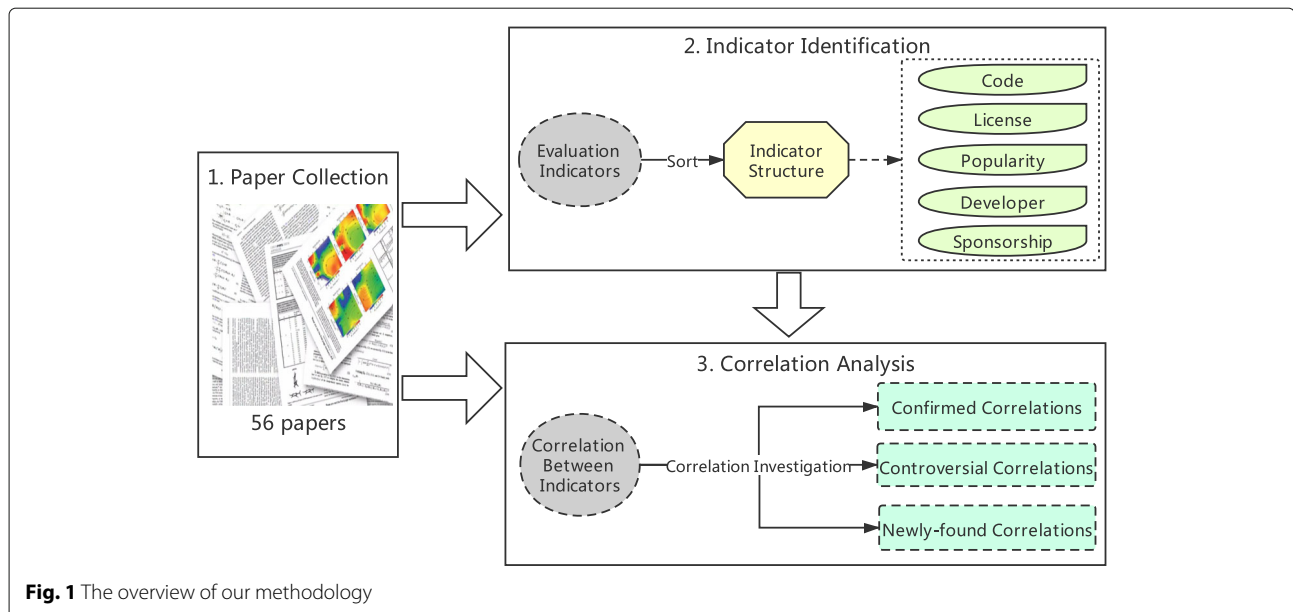 1. Paper Collection
56 papers
2. Indicator Identification
Evaluation
Indicators
Sort
Indicator
Structure
Code
License
Popularity
Developer
Sponsorship
3. Correlation Analysis
Correlation
Between
Indicators
Correlation Investigation
Confirmed Correlations
Controversial Correlations
Newly-found Correlations
Fig. 1 The overview of our methodology